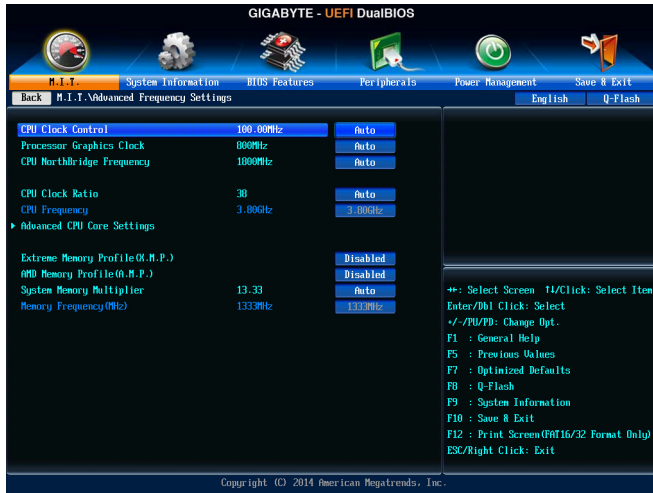 GIGABYTE - UEFI DualBIOS
M.I.T. System Information BIOS Features Peripherals Power Management Save & Exit
Back M.I.T.\Advanced Frequency Settings English Q-Flash
CPU Clock Control 100.00MHz Auto
Processor Graphics Clock 800MHz Auto
CPU NorthBridge Frequency 1800MHz Auto
CPU Clock Ratio 38 Auto
CPU Frequency 3.80GHz 3.80GHz
Advanced CPU Core Settings
Extreme Memory Profile(X.M.P.) Disabled
AMD Memory Profile(A.M.P.) Disabled
System Memory Multiplier 13.33 Auto
Memory Frequency(MHz) 1333MHz 1333MHz
→←: Select Screen ↑↓/Click: Select Item
Enter/Dbl Click: Select
+/-/PU/PD: Change Opt.
F1 : General Help
F5 : Previous Values
F7 : Optimized Defaults
F8 : Q-Flash
F9 : System Information
F10 : Save & Exit
F12 : Print Screen(FAT16/32 Format Only)
ESC/Right Click: Exit
Copyright (C) 2014 American Megatrends, Inc.